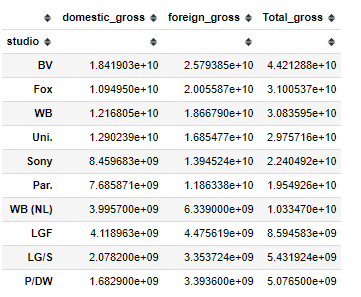 domestic_gross foreign_gross Total_gross
studio
BV 1.841903e+10 2.579385e+10 4.421288e+10
Fox 1.094950e+10 2.005587e+10 3.100537e+10
WB 1.216805e+10 1.866790e+10 3.083595e+10
Uni. 1.290239e+10 1.685477e+10 2.975716e+10
Sony 8.459683e+09 1.394524e+10 2.240492e+10
Par. 7.685871e+09 1.186338e+10 1.954926e+10
WB (NL) 3.995700e+09 6.339000e+09 1.033470e+10
LGF 4.118963e+09 4.475619e+09 8.594583e+09
LG/S 2.078200e+09 3.353724e+09 5.431924e+09
P/DW 1.682900e+09 3.393600e+09 5.076500e+09